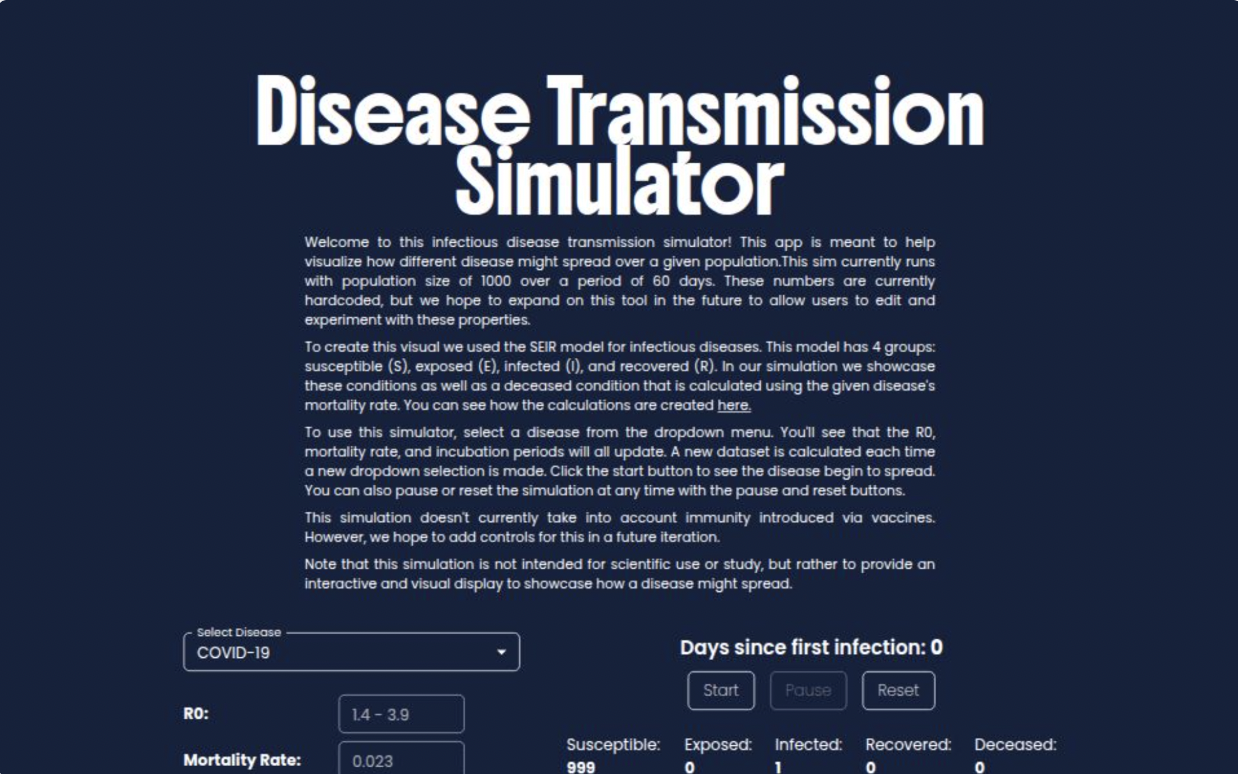 Disease Transmission
Simulator
Welcome to this infectious disease transmission simulator! This app is meant to help
visualize how different disease might spread over a given population.This sim currently runs
with population size of 1000 over a period of 60 days. These numbers are currently
hardcoded, but we hope to expand on this tool in the future to allow users to edit and
experiment with these properties.
To create this visual we used the SEIR model for infectious diseases. This model has 4 groups:
susceptible (S), exposed (E), infected (I), and recovered (R). In our simulation we showcase
these conditions as well as a deceased condition that is calculated using the given disease's
mortality rate. You can see how the calculations are created here.
To use this simulator, select a disease from the dropdown menu. You'll see that the R0,
mortality rate, and incubation periods will all update. A new dataset is calculated each time
a new dropdown selection is made. Click the start button to see the disease begin to spread.
You can also pause or reset the simulation at any time with the pause and reset buttons.
This simulation doesn't currently take into account immunity introduced via vaccines.
However, we hope to add controls for this in a future iteration.
Note that this simulation is not intended for scientific use or study, but rather to provide an
interactive and visual display to showcase how a disease might spread.
Select Disease
COVID-19
R0: 1.4 - 3.9
Mortality Rate: 0.023
Days since first infection: 0
Start Pause Reset
Susceptible: Exposed: Infected: Recovered: Deceased:
999 0 1 0 0